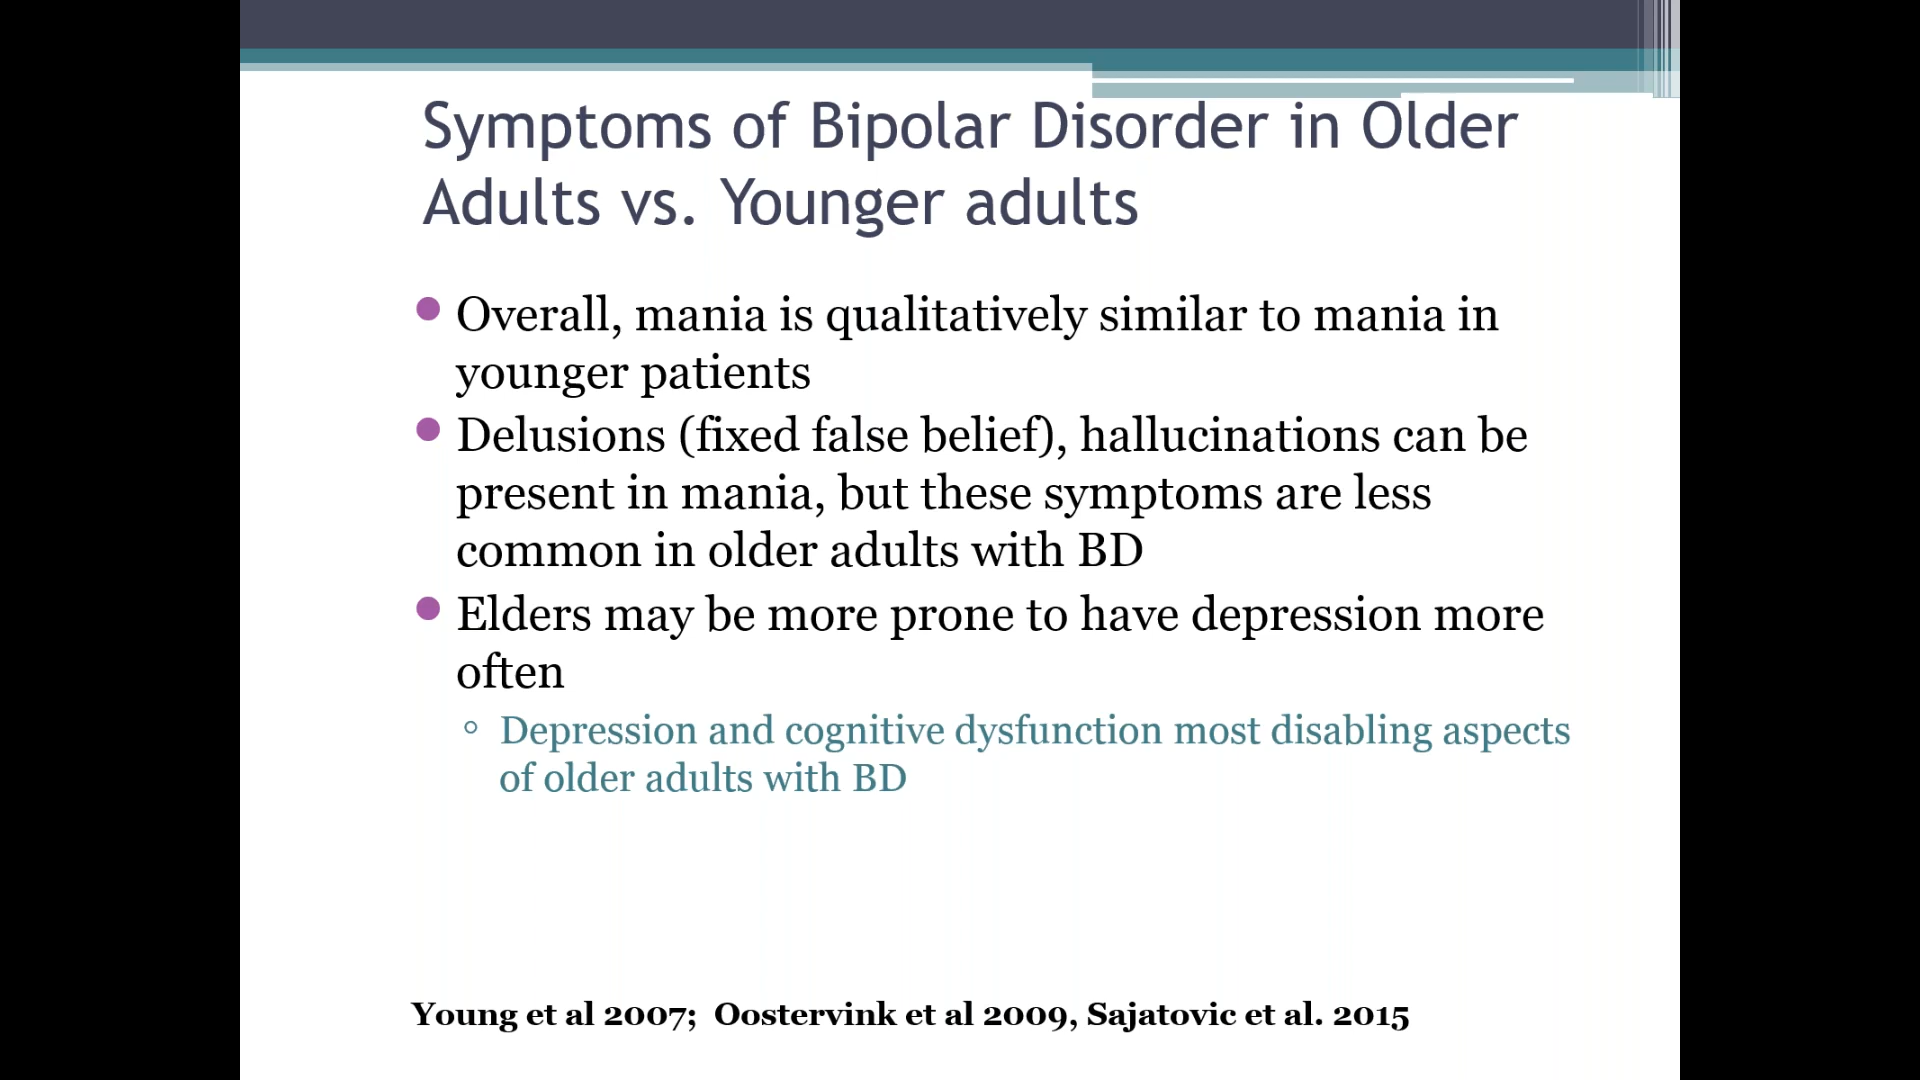 Symptoms of Bipolar Disorder in Older
Adults vs. Younger adults
Overall, mania is qualitatively similar to mania in
younger patients
Delusions (fixed false belief), hallucinations can be
present in mania, but these symptoms are less
common in older adults with BD
Elders may be more prone to have depression more
often
Depression and cognitive dysfunction most disabling aspects
of older adults with BD
Young et al 2007;  Oostervink et al 2009, Sajatovic et al. 2015